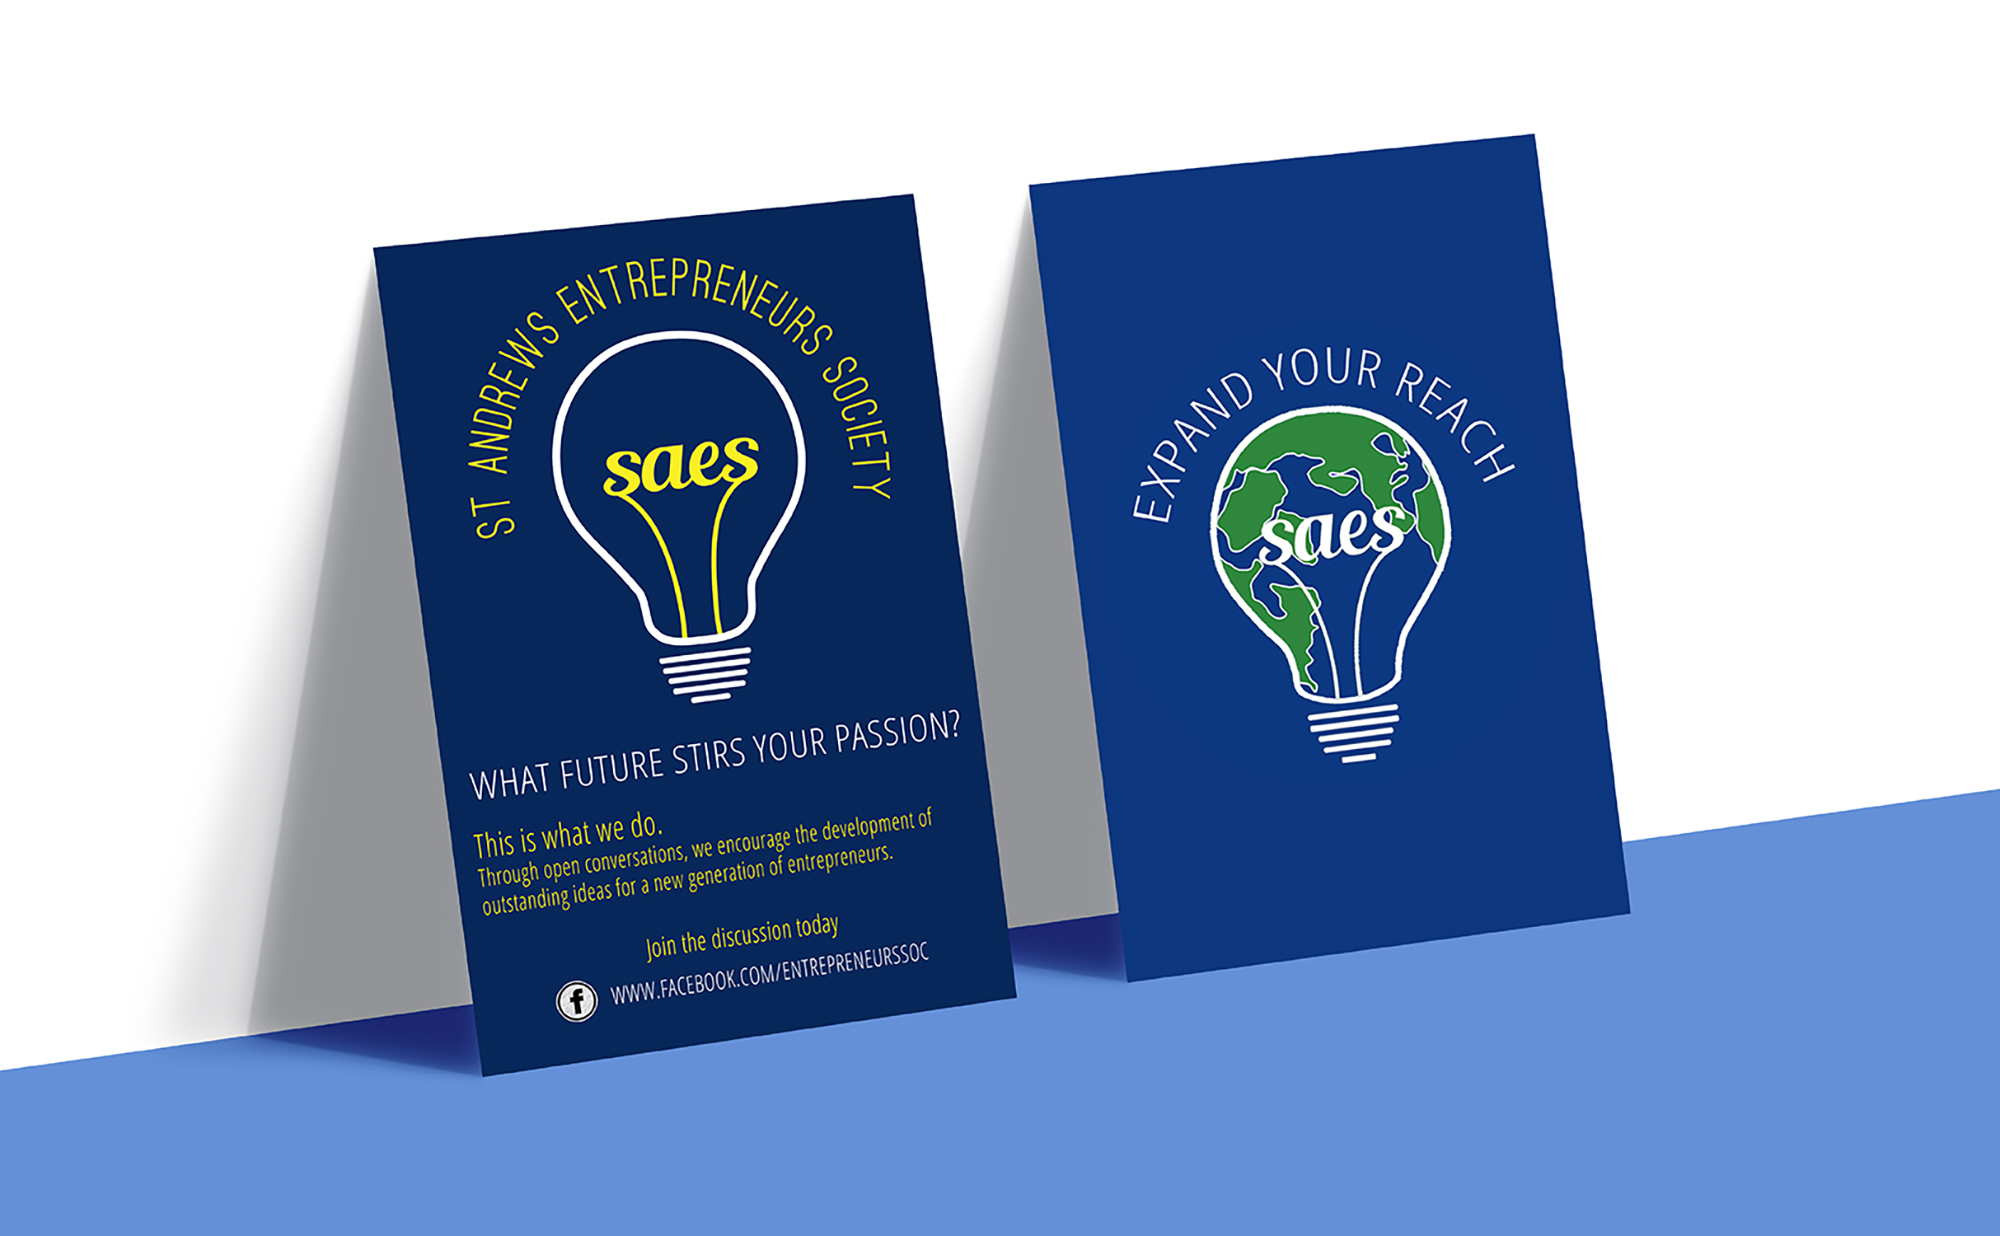 ST ANDREWS ENTREPRENEURS SOCIETY
saes
WHAT FUTURE STIRS YOUR PASSION?
This is what we do.
Through open conversations, we encourage the development of
outstanding ideas for a new generation of entrepreneurs.
Join the discussion today
f WWW.FACEBOOK.COM/ENTREPRENEURSSOC
EXPAND YOUR REACH
saes